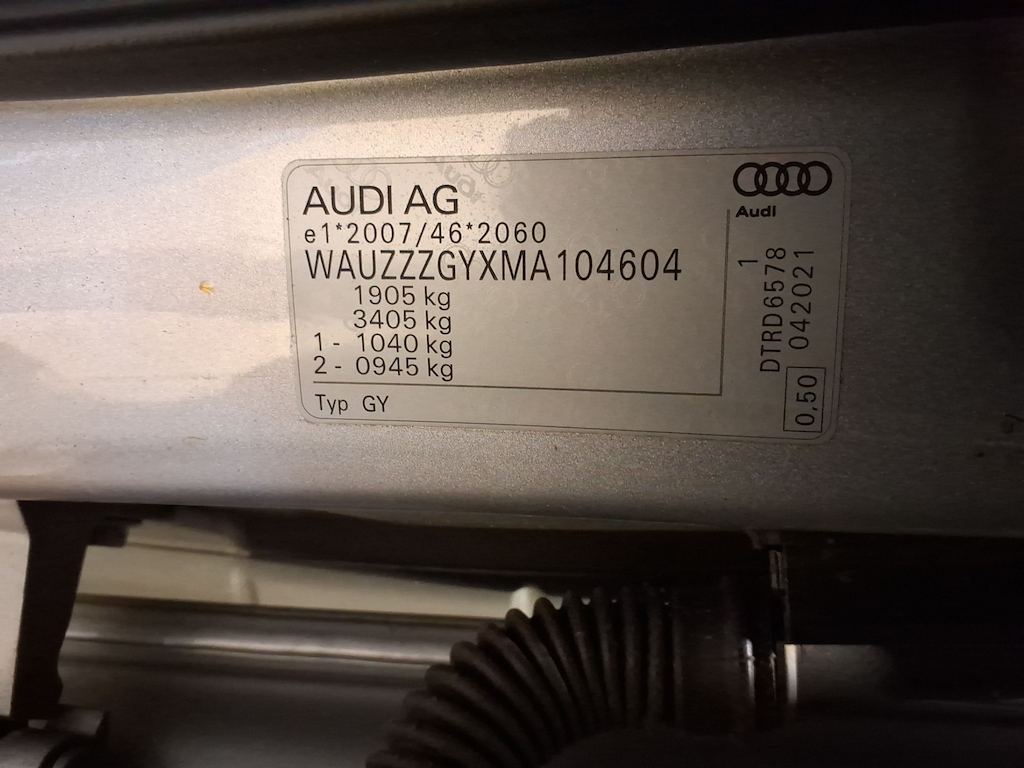 AUDI AG
e1*2007/46*2060
WAUZZZGYXMA104604
1905 kg
3405 kg
1 - 1040 kg
2 - 0945 kg
Typ GY
Audi
1
DTRD6578
042021
0,50